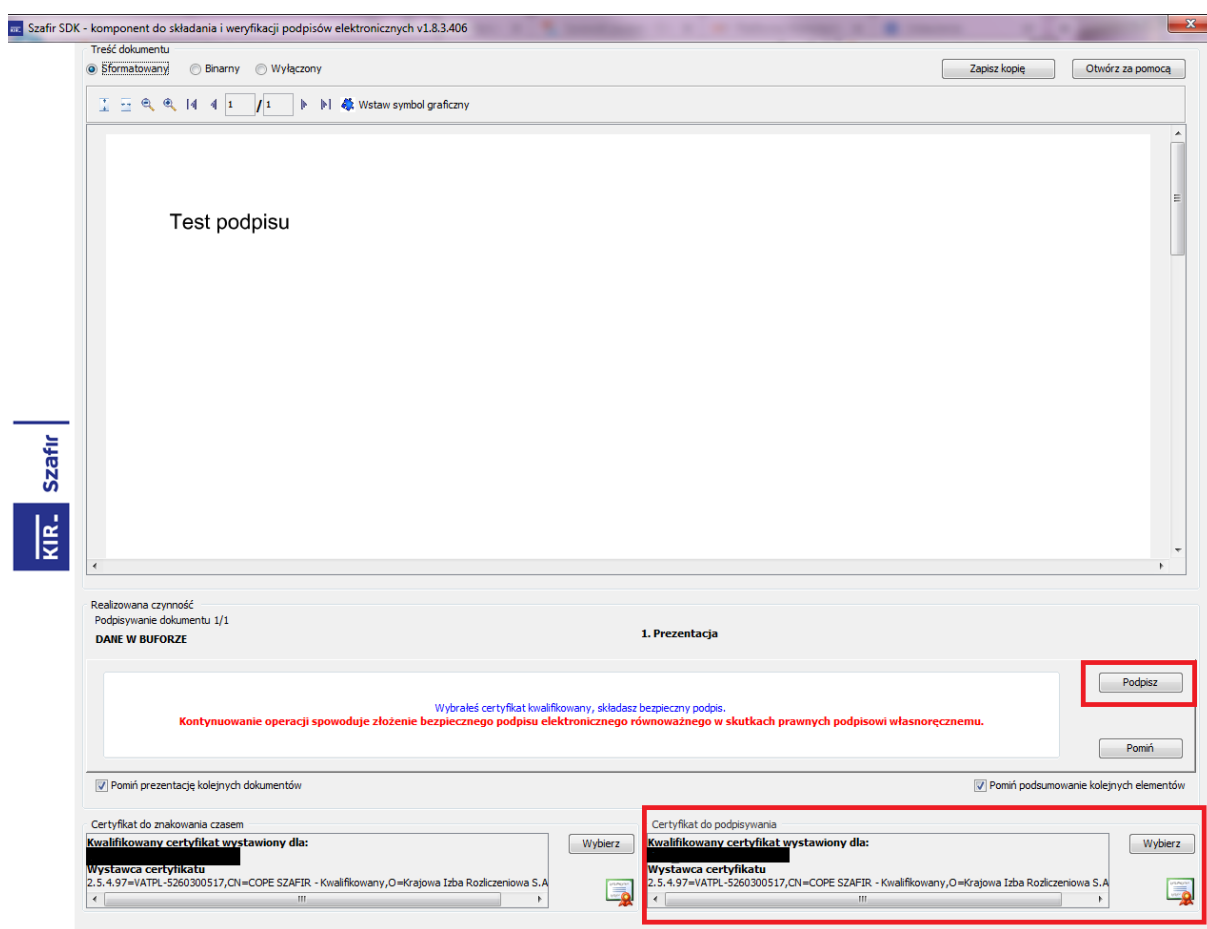 Szafir SDK - komponent do składania i weryfikacji podpisów elektronicznych v1.8.3.406
Treść dokumentu
Sformatowany Binarny Wyłączony Zapisz kopię Otwórz za pomocą
1 / 1 Wstaw symbol graficzny
Test podpisu
KIR. Szafir
Realizowana czynność
Podpisywanie dokumentu 1/1
DANE W BUFORZE
1. Prezentacja
Wybrałeś certyfikat kwalifikowany, składasz bezpieczny podpis.
Kontynuowanie operacji spowoduje złożenie bezpiecznego podpisu elektronicznego równoważnego w skutkach prawnych podpisowi własnoręcznemu.
Podpisz
Pomiń
Pomiń prezentację kolejnych dokumentów Pomiń podsumowanie kolejnych elementów
Certyfikat do znakowania czasem
Kwalifikowany certyfikat wystawiony dla:
Wystawca certyfikatu
2.5.4.97=VATPL-5260300517,CN=COPE SZAFIR - Kwalifikowany,O=Krajowa Izba Rozliczeniowa S.A
Wybierz
Certyfikat do podpisywania
Kwalifikowany certyfikat wystawiony dla:
Wystawca certyfikatu
2.5.4.97=VATPL-5260300517,CN=COPE SZAFIR - Kwalifikowany,O=Krajowa Izba Rozliczeniowa S.A
Wybierz